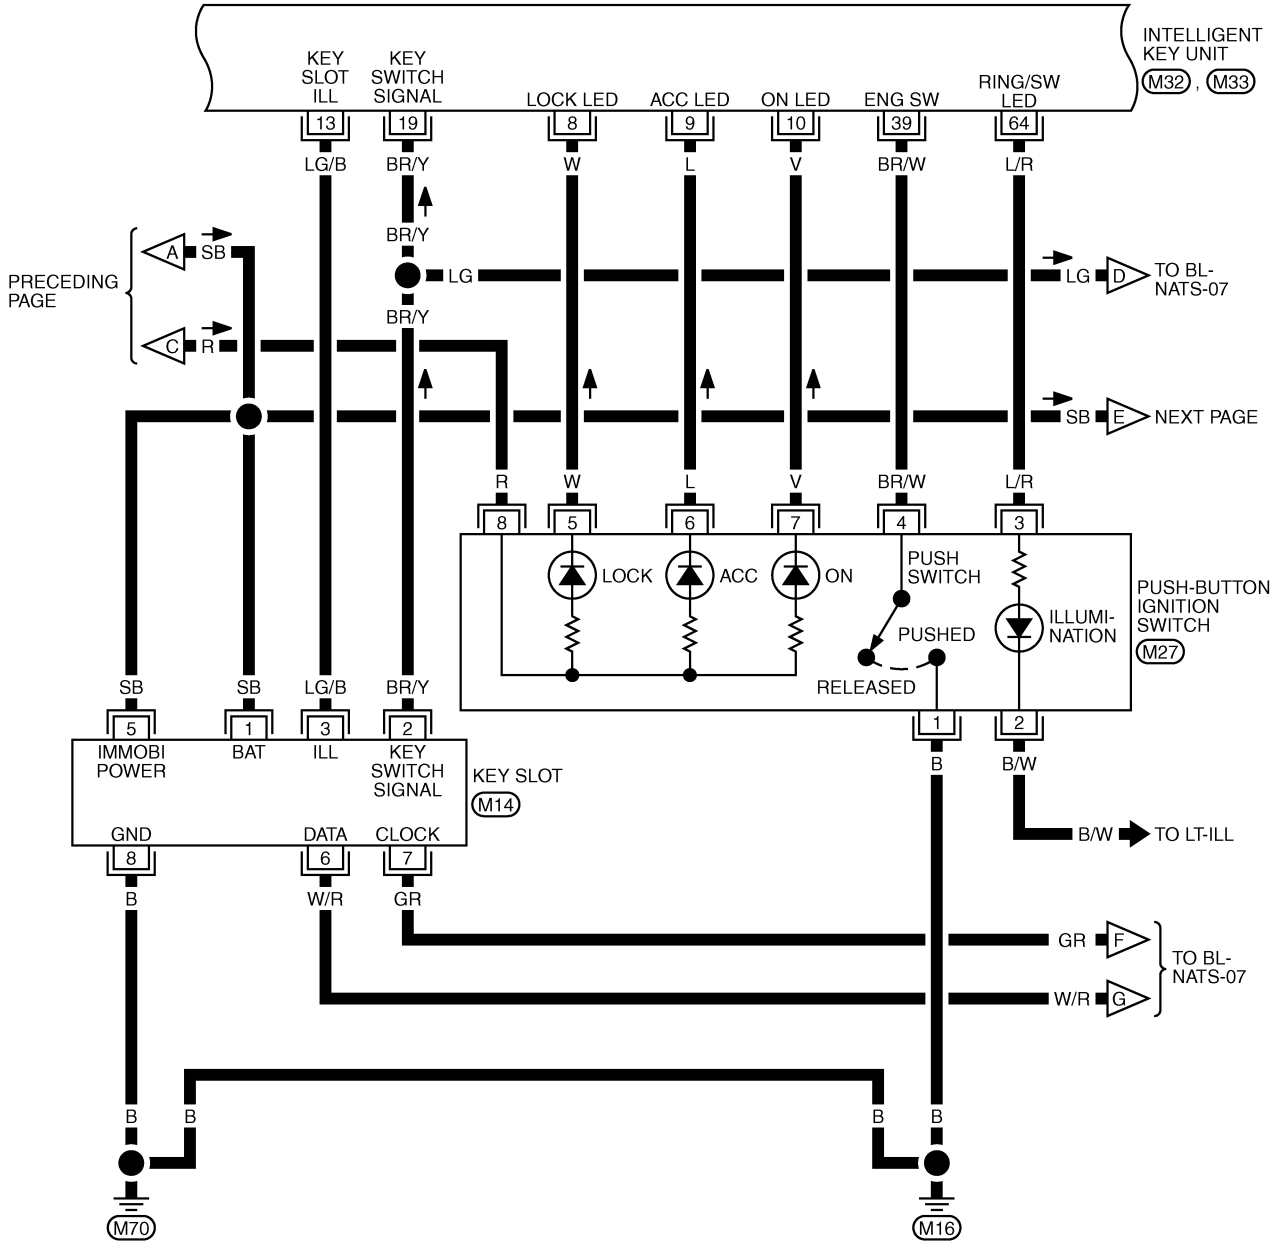 INTELLIGENT
KEY UNIT
M32 , M33
KEY
SLOT
ILL
KEY
SWITCH
SIGNAL
LOCK LED
ACC LED
ON LED
ENG SW
RING/SW
LED
13
19
8
9
10
39
64
LG/B
BR/Y
W
L
V
BR/W
L/R
PRECEDING
PAGE
A
SB
BR/Y
LG
LG
D
TO BL-
NATS-07
C
R
BR/Y
SB
E
NEXT PAGE
R
W
L
V
BR/W
L/R
8
5
6
7
4
3
LOCK
ACC
ON
PUSH
SWITCH
PUSHED
RELEASED
ILLUMI-
NATION
PUSH-BUTTON
IGNITION
SWITCH
M27
SB
SB
LG/B
BR/Y
5
1
3
2
1
2
IMMOBI
POWER
BAT
ILL
KEY
SWITCH
SIGNAL
KEY SLOT
M14
B
B/W
GND
DATA
CLOCK
B/W
TO LT-ILL
8
6
7
B
W/R
GR
GR
F
W/R
G
TO BL-
NATS-07
B
B
B
B
M70
M16